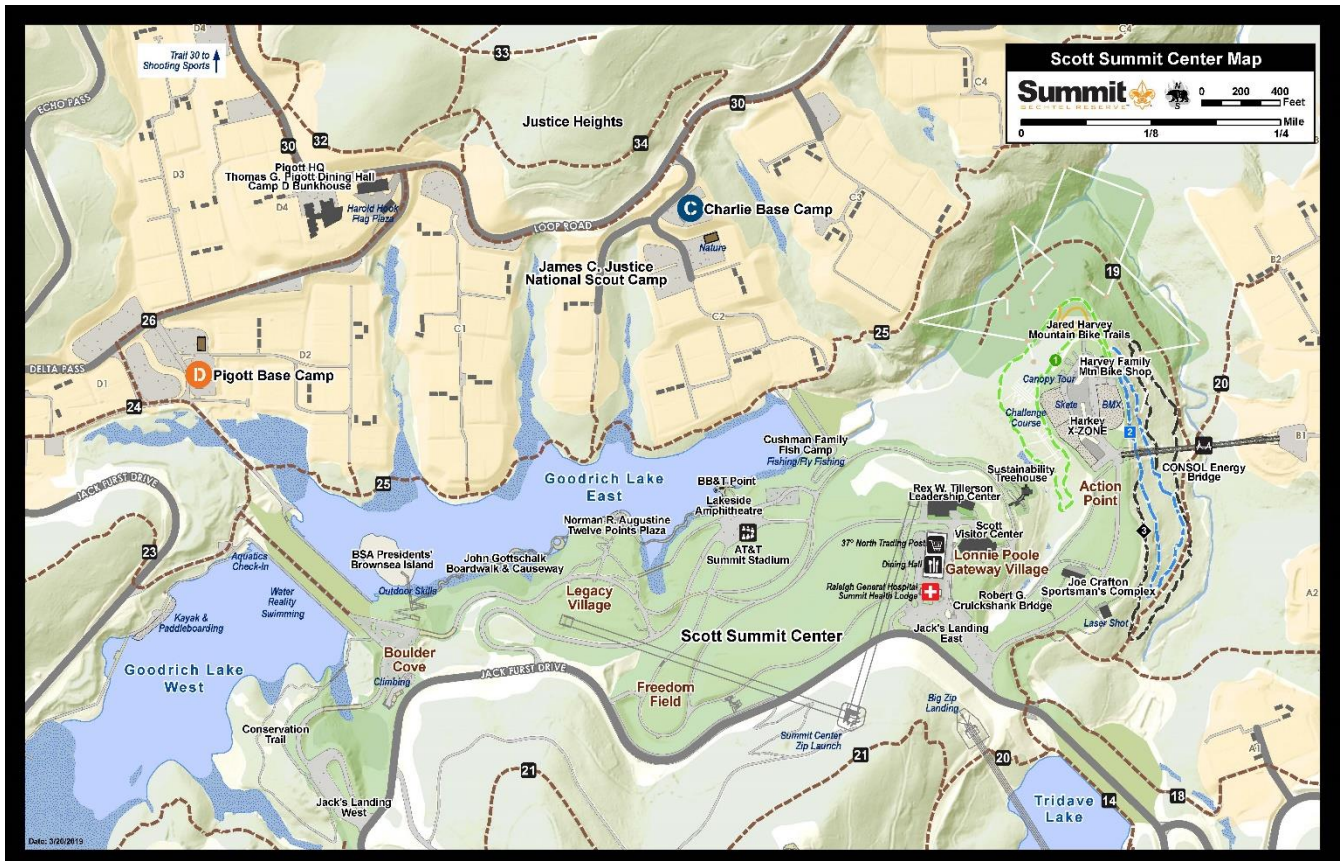 Scott Summit Center Map
Summit
BECHTEL RESERVE
N
S
0 200 400
Feet
Mile
0 1/8 1/4
D4
C4
Trail 30 to
Shooting Sports
33
ECHO PASS
30
32
30
Justice Heights
34
C4
D3
Pigott HQ
Thomas G. Pigott Dining Hall
Camp D Bunkhouse
D4
Harold Hook
Flag Plaza
LOOP ROAD
C
Charlie Base Camp
C3
Nature
James C. Justice
National Scout Camp
19
B2
26
C1
C2
25
Jared Harvey
Mountain Bike Trails
1
Harvey Family
Mtn Bike Shop
20
DELTA PASS
D1
D2
D
Pigott Base Camp
Canopy Tour
Skate
BMX
Challenge
Course
Harkey
X-ZONE
2
24
B1
Cushman Family
Fish Camp
Fishing/Fly Fishing
CONSOL Energy
Bridge
JACK FURST DRIVE
25
Goodrich Lake
East
BB&T Point
Lakeside
Amphitheatre
Sustainability
Treehouse
Rex W. Tillerson
Leadership Center
Action
Point
23
Norman R. Augustine
Twelve Points Plaza
AT&T
Summit Stadium
Scott
Visitor Center
3
Aquatics
Check-In
BSA Presidents'
Brownsea Island
John Gottschalk
Boardwalk & Causeway
37° North Trading Post
Lonnie Poole
Gateway Village
Dining Hall
Water
Reality
Swimming
Outdoor Skills
Legacy
Village
Raleigh General Hospital
Summit Health Lodge
Joe Crafton
Sportsman's Complex
A2
Kayak &
Paddleboarding
Robert G.
Cruickshank Bridge
Laser Shot
Scott Summit Center
Jack's Landing
East
Goodrich Lake
West
Boulder
Cove
Climbing
JACK FURST DRIVE
Freedom
Field
Big Zip
Landing
Conservation
Trail
Summit Center
Zip Launch
21
21
20
A1
Jack's Landing
West
Tridave
Lake
14
18
Date: 3/20/2019